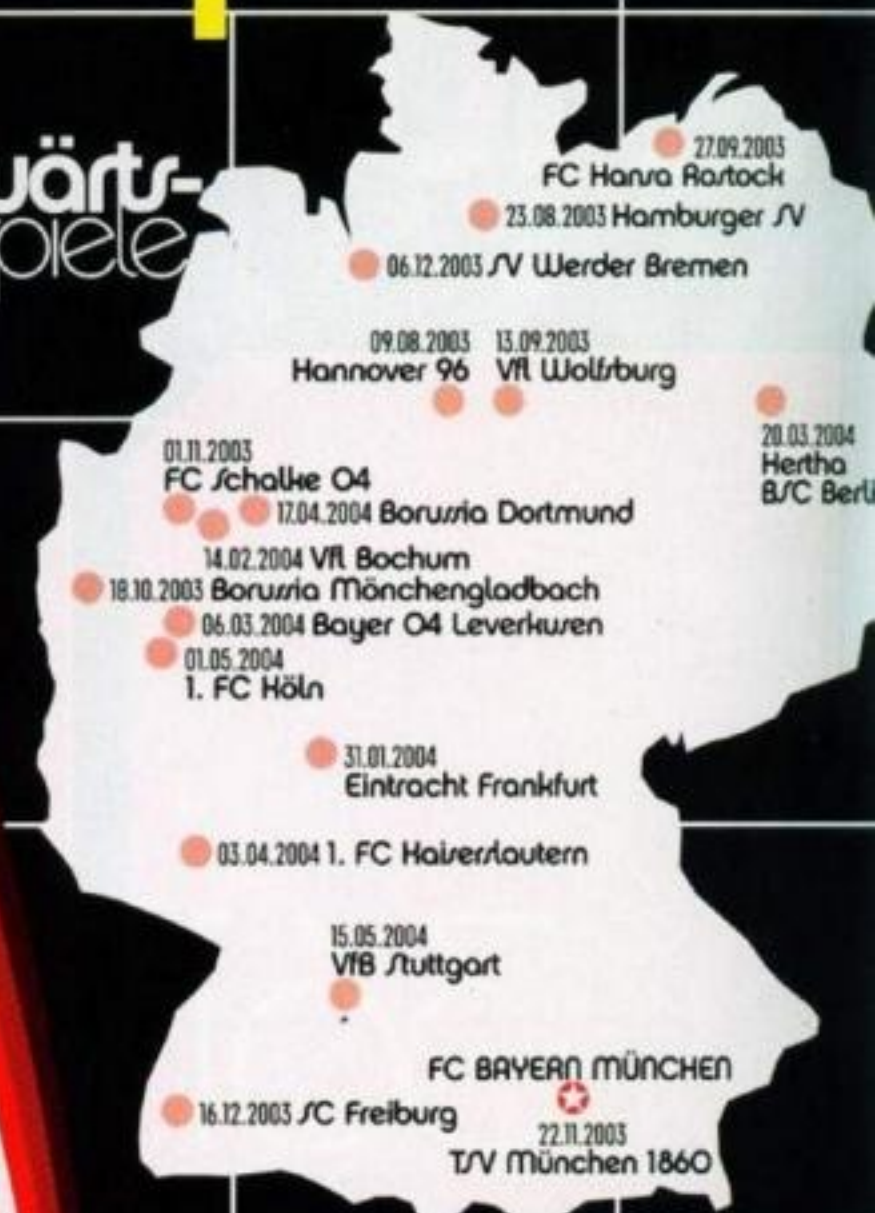 wärts-
piele
27.09.2003
FC Hansa Rostock
23.08.2003 Hamburger SV
06.12.2003 SV Werder Bremen
09.08.2003
Hannover 96
13.09.2003
Vfl Wolfsburg
20.03.2004
Hertha
BSC Berli
01.11.2003
FC Schalke 04
17.04.2004 Borussia Dortmund
14.02.2004 Vfl Bochum
18.10.2003 Borussia Mönchengladbach
06.03.2004 Bayer 04 Leverkusen
01.05.2004
1. FC Köln
31.01.2004
Eintracht Frankfurt
03.04.2004 1. FC Kaiserslautern
15.05.2004
VfB Stuttgart
FC BAYERN MÜNCHEN
16.12.2003 SC Freiburg
22.11.2003
TSV München 1860